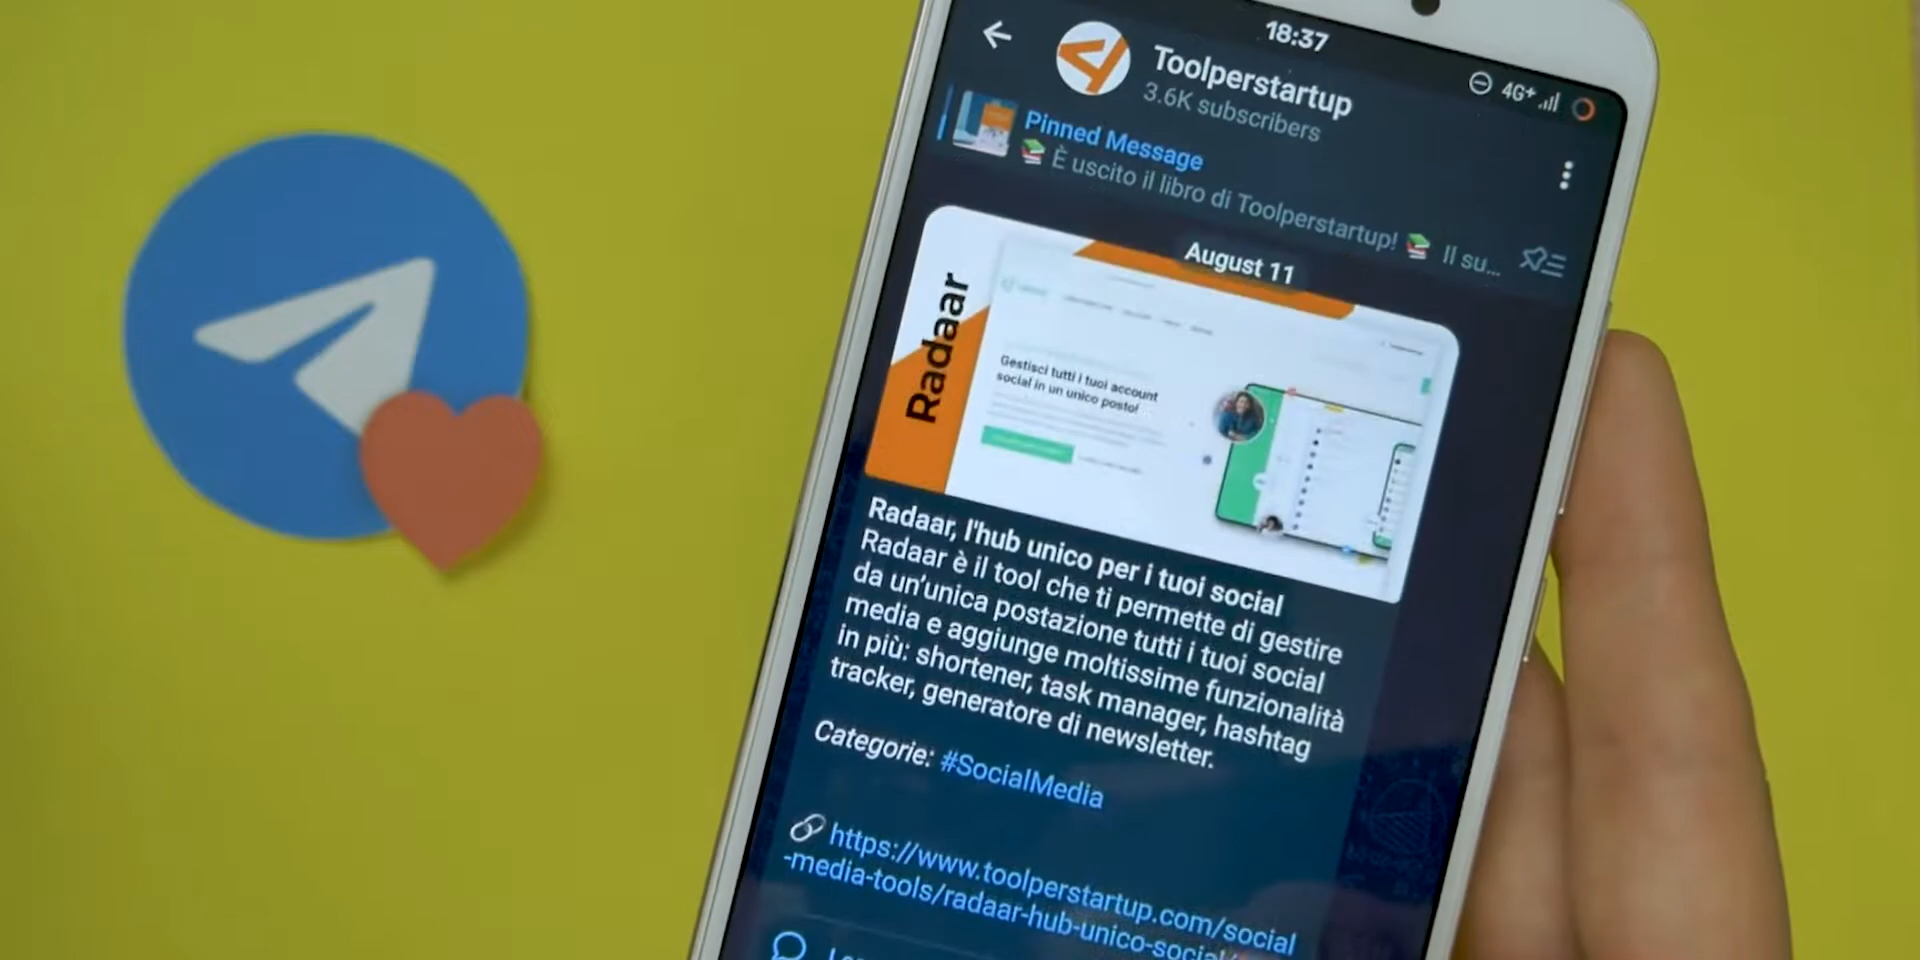 18:37
4G+
Toolperstartup
3.6K subscribers
Pinned Message
📚 È uscito il libro di Toolperstartup! 📚 Il su...
August 11
Radaar
Gestisci tutti i tuoi account
social in un unico posto!
Radaar, l'hub unico per i tuoi social
Radaar è il tool che ti permette di gestire
da un'unica postazione tutti i tuoi social
media e aggiunge moltissime funzionalità
in più: shortener, task manager, hashtag
tracker, generatore di newsletter.
Categorie: #SocialMedia
🔗 https://www.toolperstartup.com/social
-media-tools/radaar-hub-unico-social/